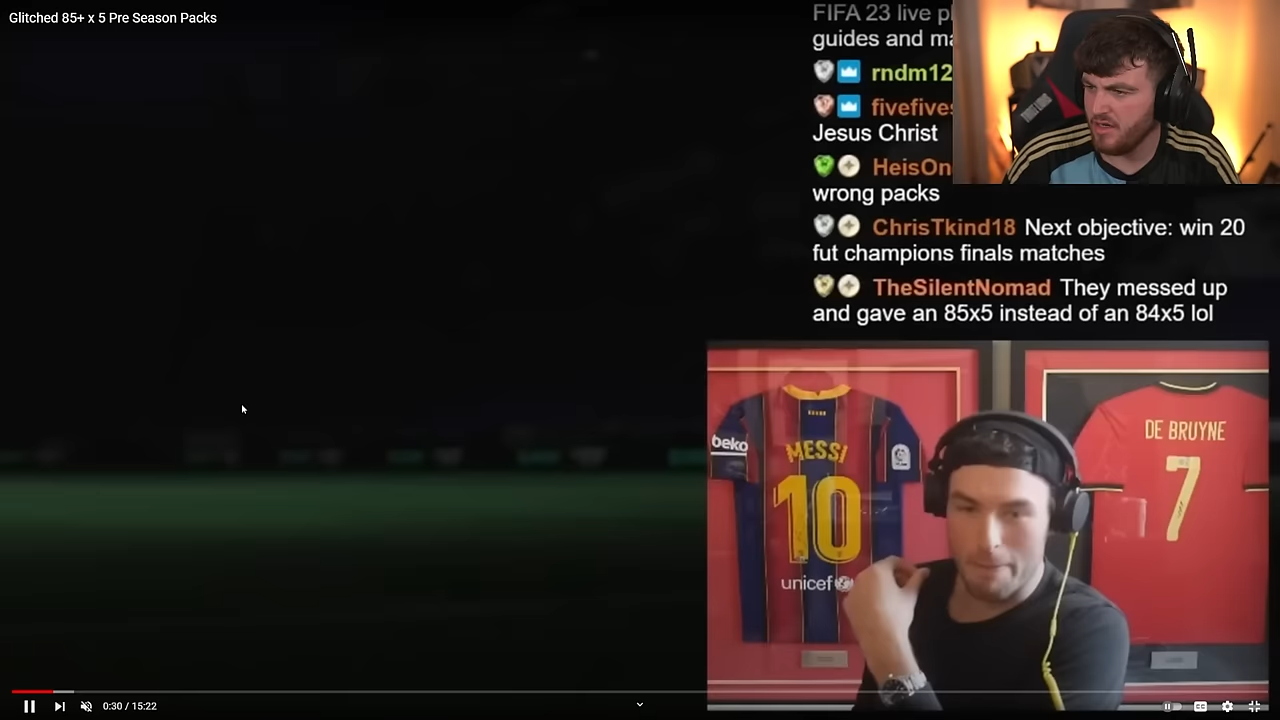 Glitched 85+ x 5 Pre Season Packs
FIFA 23 live
guides and
rndm12
fivefives
Jesus Christ
HeisOn
wrong packs
ChrisTkind18 Next objective: win 20
fut champions finals matches
TheSilentNomad They messed up
and gave an 85x5 instead of an 84x5 lol
beko
MESSI
10
unicef
DE BRUYNE
7
0:30 / 15:22